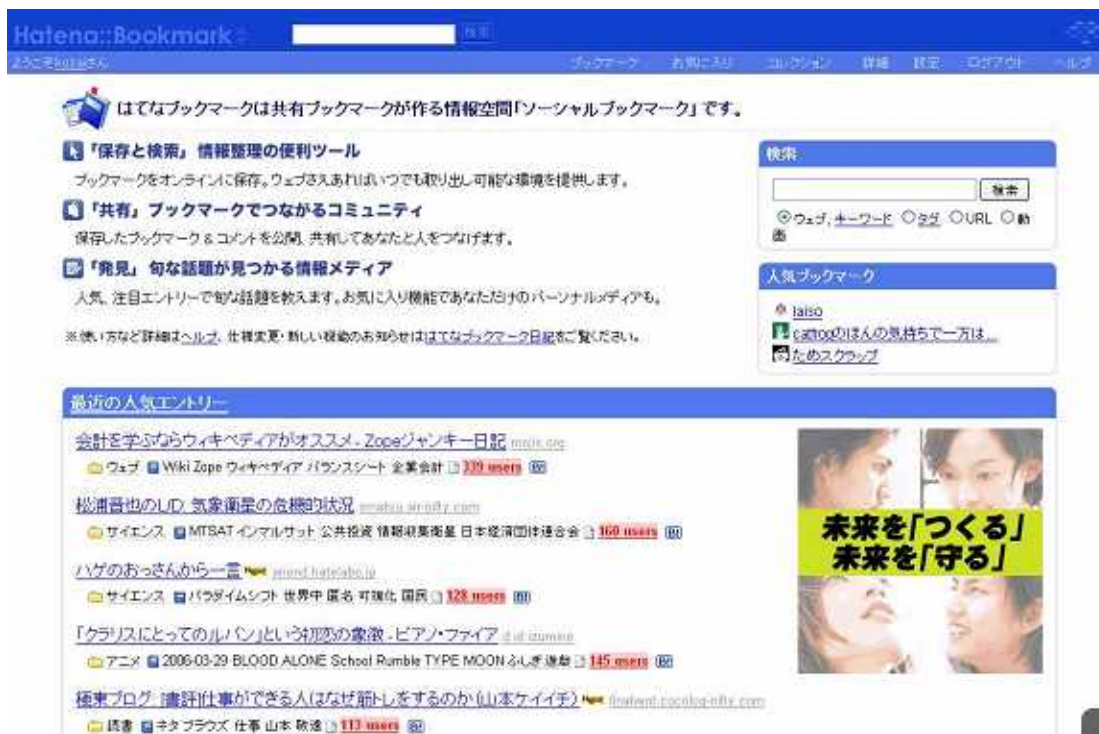 Hatena::Bookmark
検索
ようこそ さん
ブックマーク お気に入り コレクション 詳細 設定 ログアウト ヘルプ
はてなブックマークは共有ブックマークが作る情報空間「ソーシャルブックマーク」です。
「保存と検索」 情報整理の便利ツール
ブックマークをオンラインに保存。ウェブさえあればいつでも取り出し可能な環境を提供します。
「共有」 ブックマークでつながるコミュニティ
保存したブックマーク&コメントを公開、共有してあなたと人をつなげます。
「発見」 旬な話題が見つかる情報メディア
人気、注目エントリーで旬な話題を教えます。お気に入り機能であなただけのパーソナルメディアも。
※使い方など詳細はヘルプ、仕様変更・新しい機能のお知らせははてなブックマーク日記をご覧ください。
検索
検索
ウェブ, キーワード タグ URL 動画
人気ブックマーク
taiso
cattogのほんの気持ちで一万は...
ためスクラップ
最近の人気エントリー
会計を学ぶならウィキペディアがオススメ - Zopeジャンキー日記
ウェブ Wiki Zope ウィキペディア バランスシート 企業会計 339 users
松浦晋也のL/D: 気象衛星の危機的状況
サイエンス MTSAT インマルサット 公共投資 情報収集衛星 日本経済団体連合会 160 users
ハゲのおっさんから一言 anond.hatelabo.jp
サイエンス パラダイムシフト 世界中 匿名 可視化 国民 128 users
「クラリスにとってのルパン」という初恋の象徴 - ピアノ・ファイア d:id:izumino
アニメ 2006-03-29 BLOOD ALONE School Rumble TYPE MOON ふしぎ遊戯 145 users
極東ブログ: [書評]仕事ができる人はなぜ筋トレをするのか(山本ケイイチ) finalvent.cocolog-nifty.com
読書 ネタ ブラウズ 仕事 山本 敬遠 113 users
未来を「つくる」
未来を「守る」